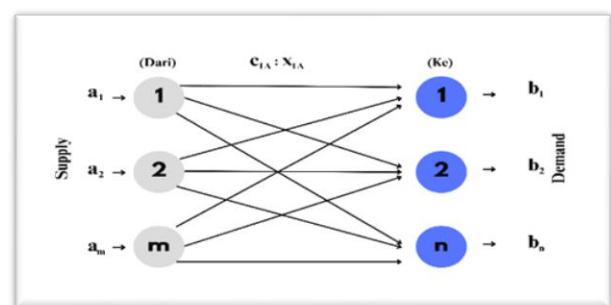 (Dari) c₁ₐ : x₁ₐ (Ke)
a₁ → 1 1 → b₁
Supply a₂ → 2 2 → b₂ Demand
aₘ → m n → bₙ